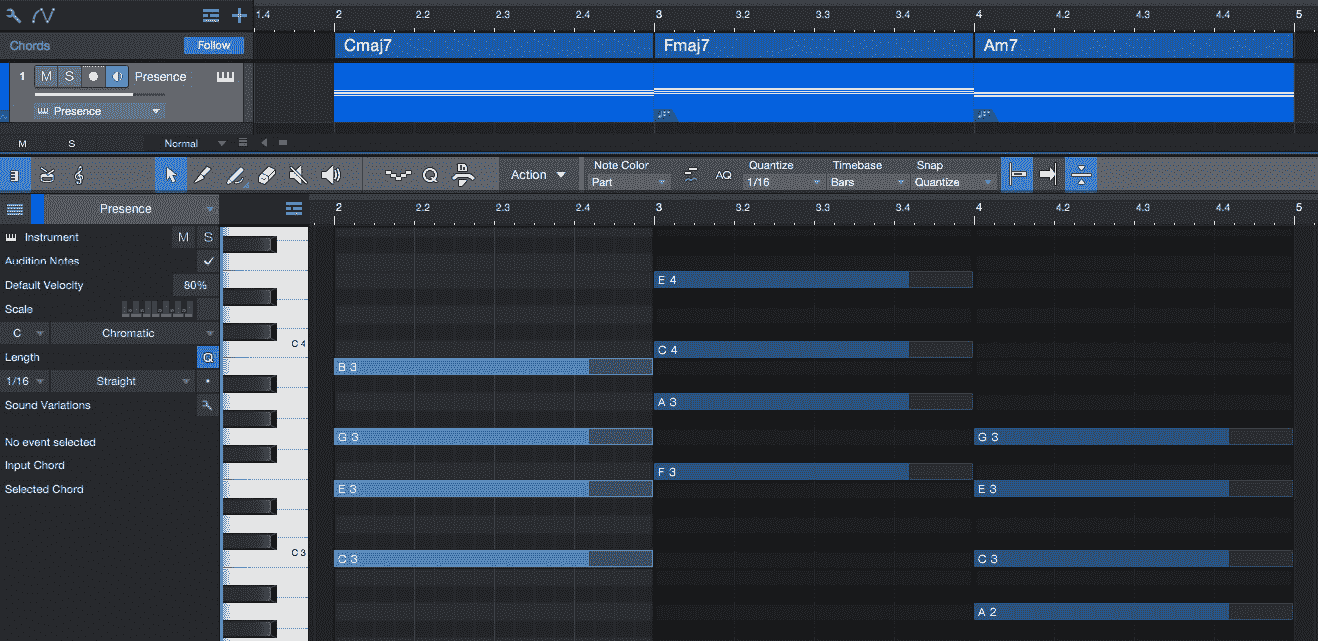 1.4 2 2.2 2.3 2.4 3 3.2 3.3 3.4 4 4.2 4.3 4.4 5
Chords Follow Cmaj7 Fmaj7 Am7
1 M S Presence
Presence
M S Normal
Action Note Color Part AQ Quantize 1/16 Timebase Bars Snap Quantize
Q
Presence 2 2.2 2.3 2.4 3 3.2 3.3 3.4 4 4.2 4.3 4.4 5
Instrument M S
Audition Notes
E 4
Default Velocity 80%
Scale
C Chromatic
C 4
C 4
Length Q
B 3
1/16 Straight
A 3
Sound Variations
G 3
G 3
No event selected
Input Chord
F 3
Selected Chord
E 3
E 3
C 3
C 3
C 3
A 2